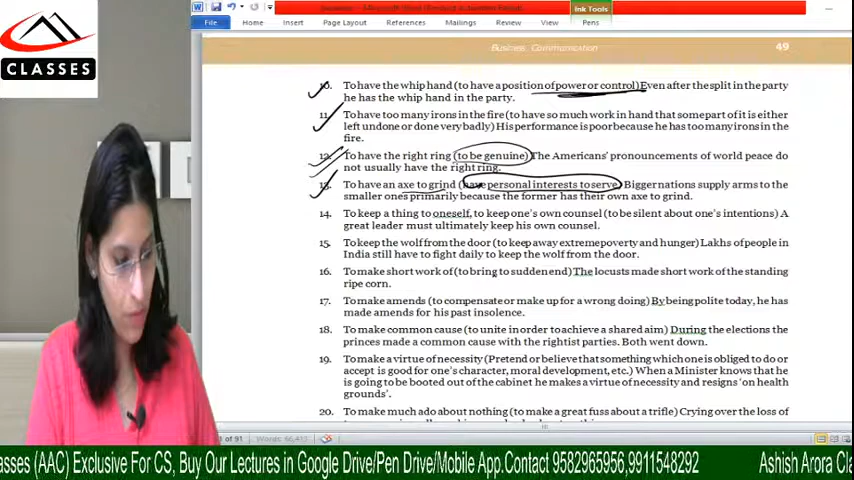 Ink Tools
File Home Insert Page Layout References Mailings Review View Pens
CLASSES
Business Communication 49
10. To have the whip hand (to have a position of power or control) Even after the split in the party
he has the whip hand in the party.
11. To have too many irons in the fire (to have so much work in hand that some part of it is either
left undone or done very badly) His performance is poor because he has too many irons in the
fire.
12. To have the right ring (to be genuine) The Americans' pronouncements of world peace do
not usually have the right ring.
13. To have an axe to grind (have personal interests to serve) Bigger nations supply arms to the
smaller ones primarily because the former has their own axe to grind.
14. To keep a thing to oneself, to keep one's own counsel (to be silent about one's intentions) A
great leader must ultimately keep his own counsel.
15. To keep the wolf from the door (to keep away extreme poverty and hunger) Lakhs of people in
India still have to fight daily to keep the wolf from the door.
16. To make short work of (to bring to sudden end) The locusts made short work of the standing
ripe corn.
17. To make amends (to compensate or make up for a wrong doing) By being polite today, he has
made amends for his past insolence.
18. To make common cause (to unite in order to achieve a shared aim) During the elections the
princes made a common cause with the rightist parties. Both went down.
19. To make a virtue of necessity (Pretend or believe that something which one is obliged to do or
accept is good for one's character, moral development, etc.) When a Minister knows that he
is going to be booted out of the cabinet he makes a virtue of necessity and resigns 'on health
grounds'.
20. To make much ado about nothing (to make a great fuss about a trifle) Crying over the loss of
of 91 Words: 66,411
asses (AAC) Exclusive For CS, Buy Our Lectures in Google Drive/Pen Drive/Mobile App.Contact 9582965956,9911548292 Ashish Arora Cla